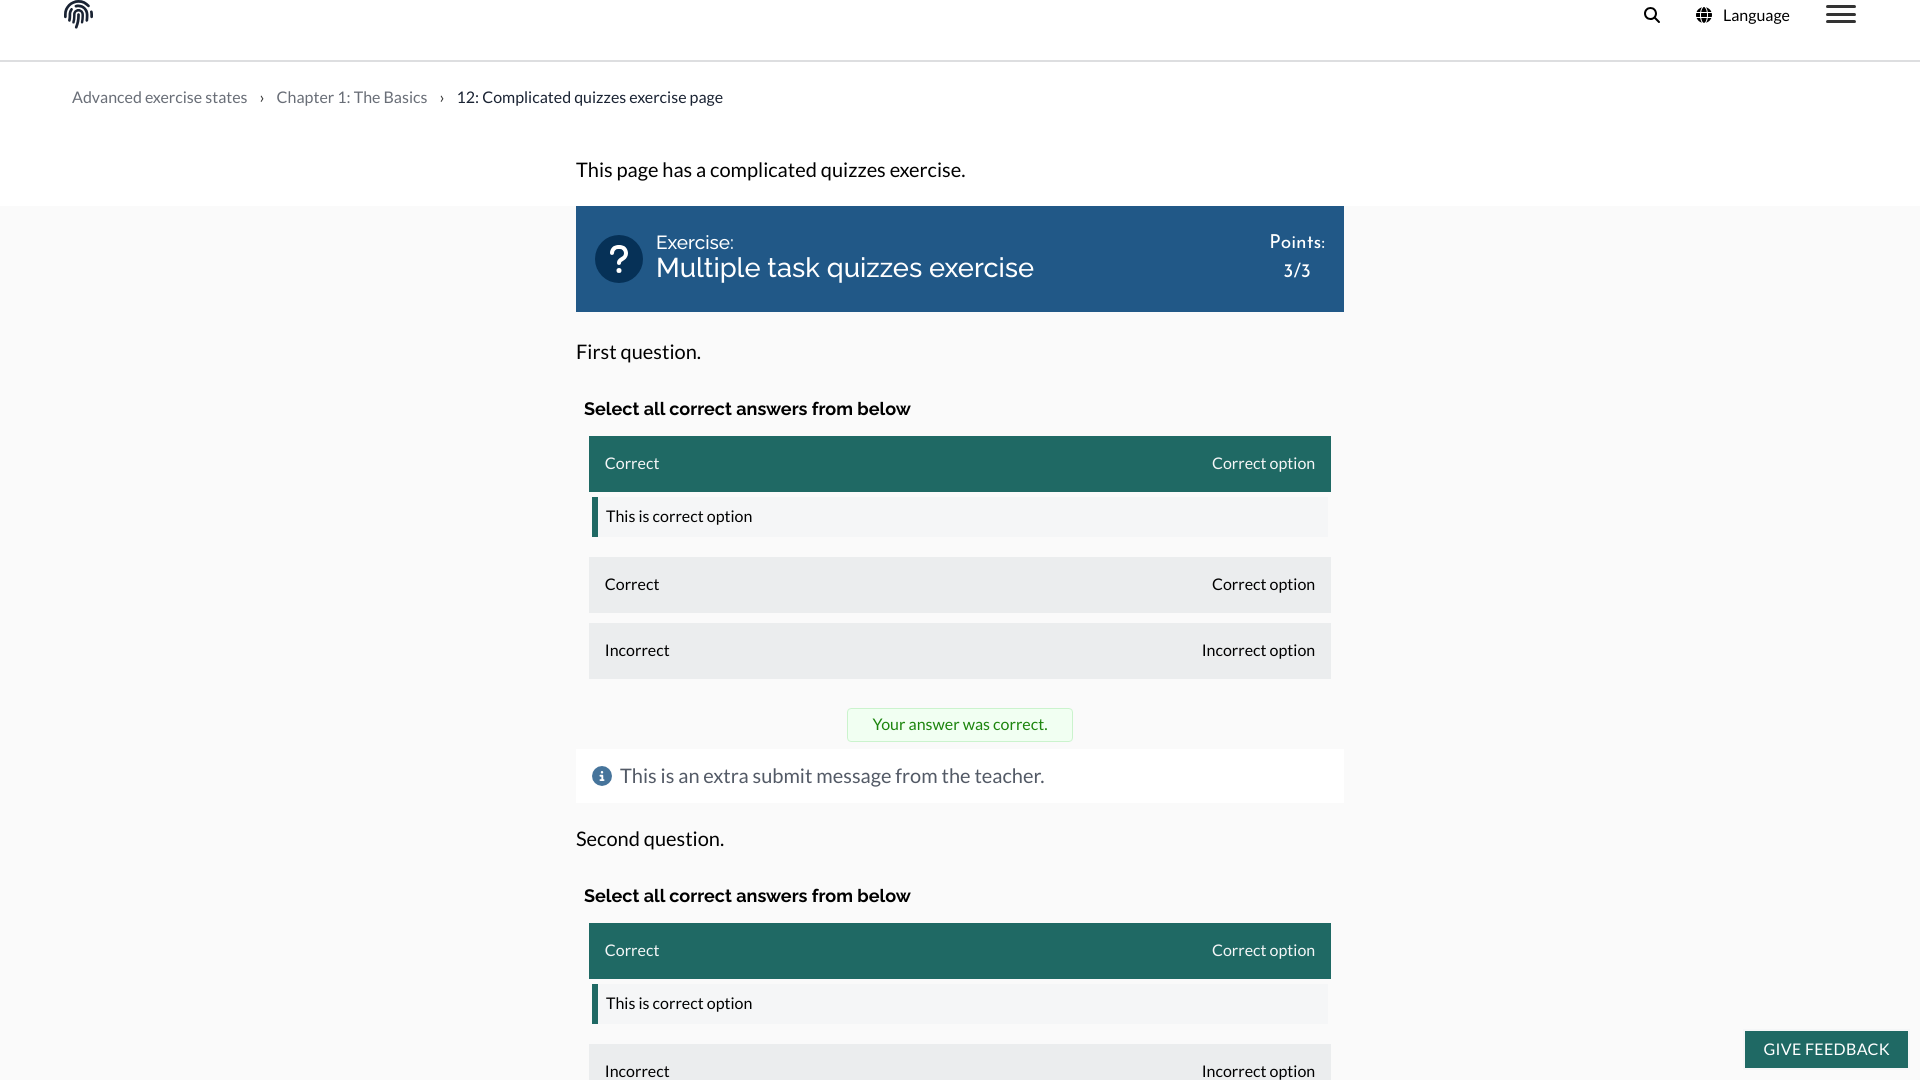 Language
Advanced exercise states › Chapter 1: The Basics › 12: Complicated quizzes exercise page
This page has a complicated quizzes exercise.
? Exercise: Points:
Multiple task quizzes exercise 3/3
First question.
Select all correct answers from below
Correct Correct option
This is correct option
Correct Correct option
Incorrect Incorrect option
Your answer was correct.
This is an extra submit message from the teacher.
Second question.
Select all correct answers from below
Correct Correct option
This is correct option
GIVE FEEDBACK
Incorrect Incorrect option